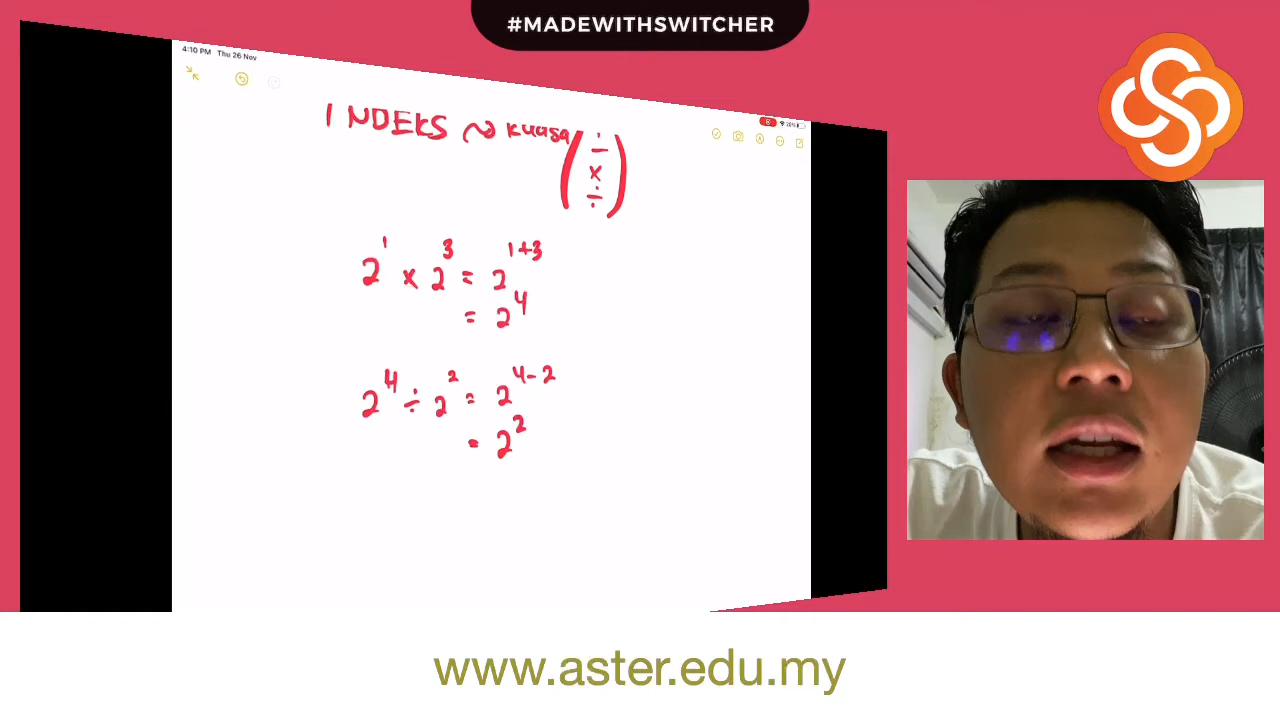 #MADEWITHSWITCHER
4:10 PM Thu 26 Nov
20%
INDEKS ~ kuasa
( ÷ × ÷ )
2¹ × 2³ = 2¹⁺³
= 2⁴
2⁴ ÷ 2² = 2⁴⁻²
= 2²
www.aster.edu.my